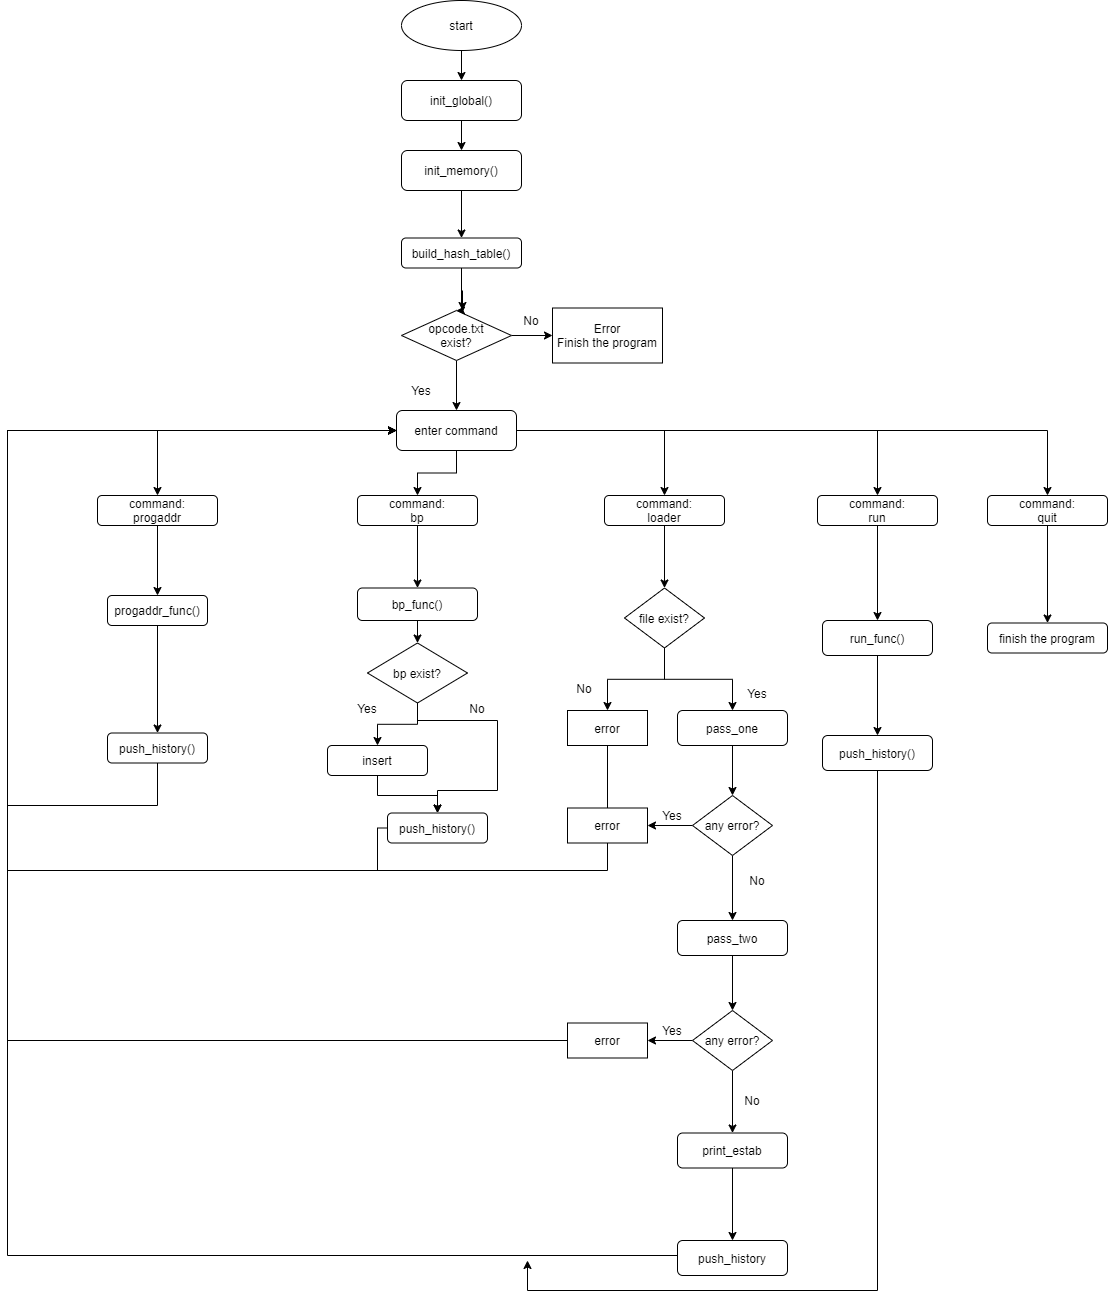 start
init_global()
init_memory()
build_hash_table()
opcode.txt
exist?
No
Error
Finish the program
Yes
enter command
command:
progaddr
command:
bp
command:
loader
command:
run
command:
quit
progaddr_func()
bp_func()
file exist?
run_func()
finish the program
bp exist?
No
Yes
Yes
No
error
pass_one
push_history()
insert
push_history()
push_history()
error
Yes
any error?
No
pass_two
error
Yes
any error?
No
print_estab
push_history